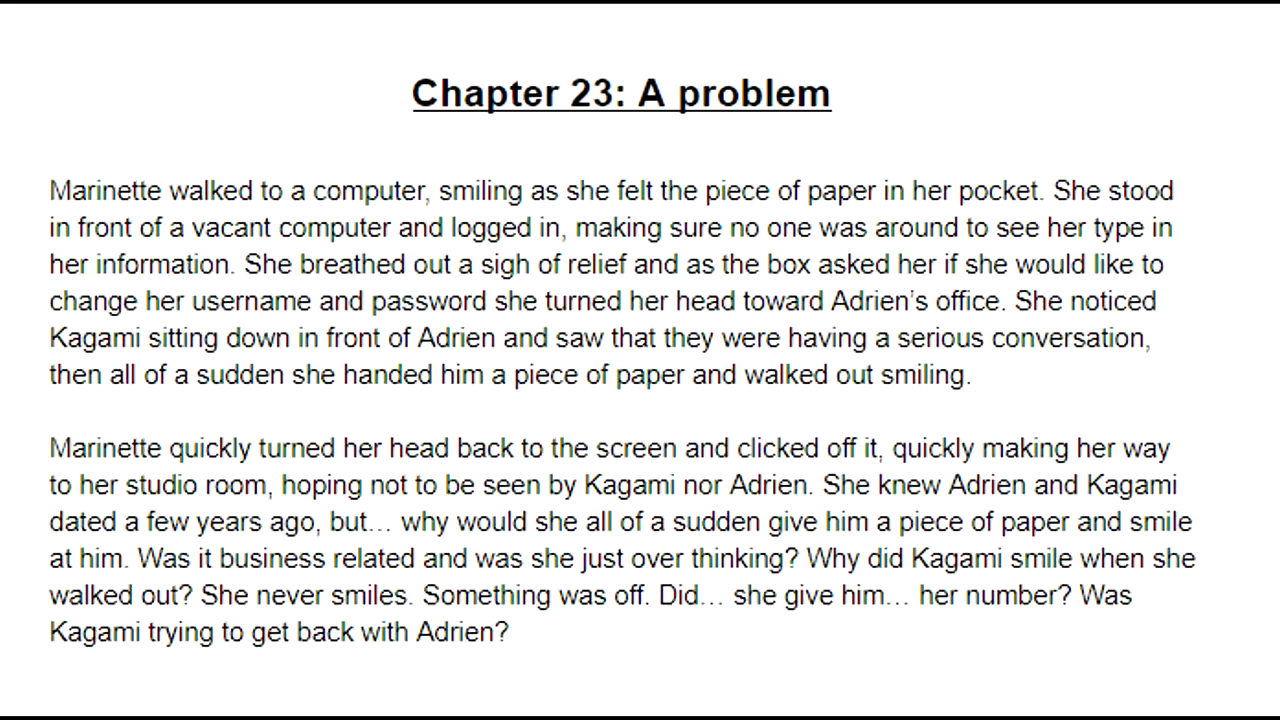 Chapter 23: A problem
Marinette walked to a computer, smiling as she felt the piece of paper in her pocket. She stood
in front of a vacant computer and logged in, making sure no one was around to see her type in
her information. She breathed out a sigh of relief and as the box asked her if she would like to
change her username and password she turned her head toward Adrien’s office. She noticed
Kagami sitting down in front of Adrien and saw that they were having a serious conversation,
then all of a sudden she handed him a piece of paper and walked out smiling.
Marinette quickly turned her head back to the screen and clicked off it, quickly making her way
to her studio room, hoping not to be seen by Kagami nor Adrien. She knew Adrien and Kagami
dated a few years ago, but… why would she all of a sudden give him a piece of paper and smile
at him. Was it business related and was she just over thinking? Why did Kagami smile when she
walked out? She never smiles. Something was off. Did… she give him… her number? Was
Kagami trying to get back with Adrien?